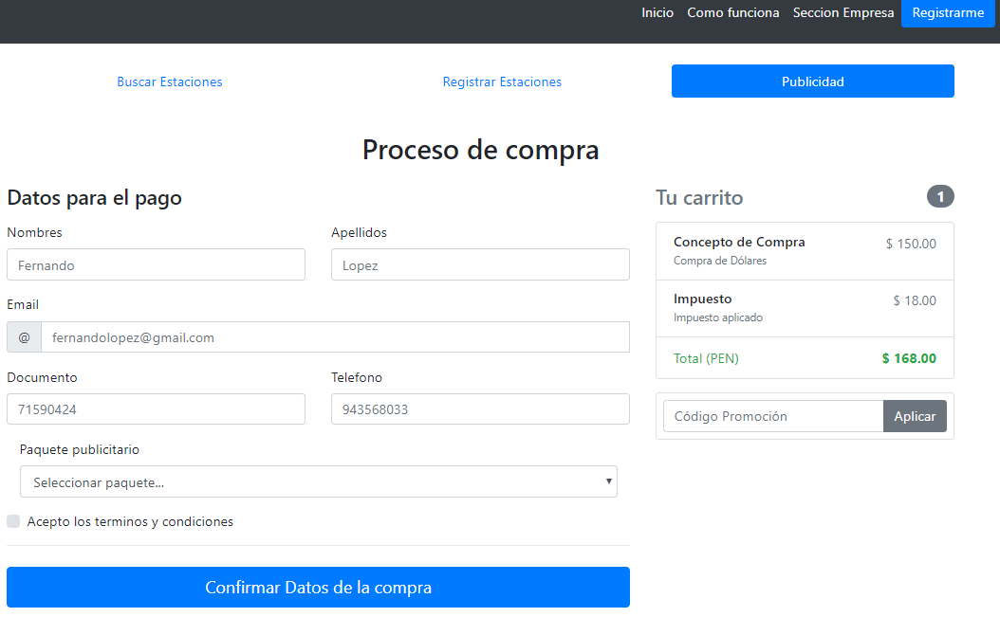 Inicio Como funciona Seccion Empresa Registrarme
Buscar Estaciones Registrar Estaciones Publicidad
Proceso de compra
Datos para el pago
Nombres Apellidos
Fernando Lopez
Email
@ fernandolopez@gmail.com
Documento Telefono
71590424 943568033
Paquete publicitario
Seleccionar paquete...
Acepto los terminos y condiciones
Confirmar Datos de la compra
Tu carrito 1
Concepto de Compra $ 150.00
Compra de Dólares
Impuesto $ 18.00
Impuesto aplicado
Total (PEN) $ 168.00
Código Promoción Aplicar